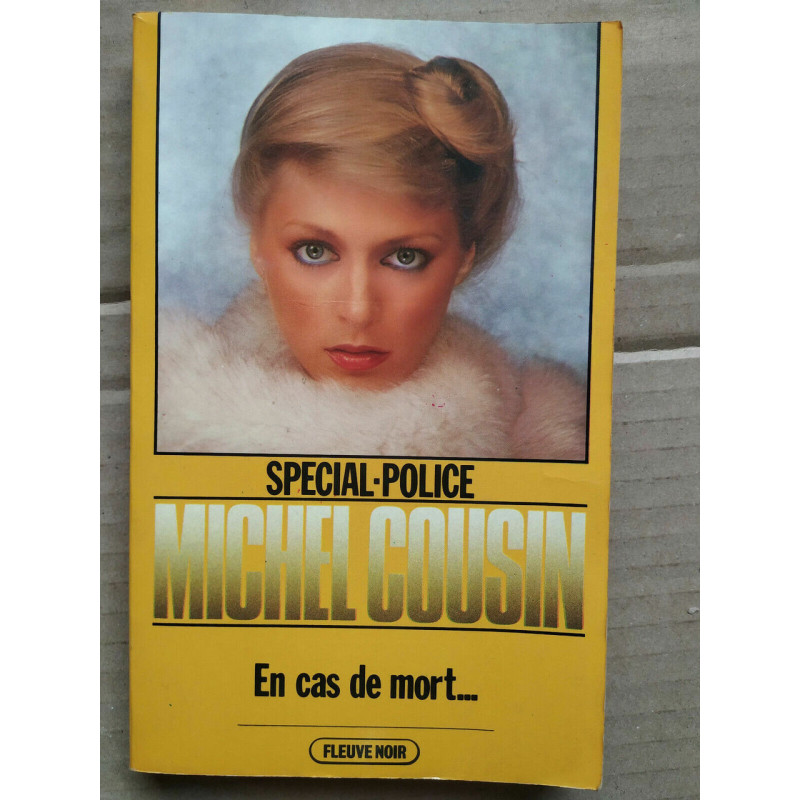 SPECIAL-POLICE
MICHEL COUSIN
En cas de mort...
FLEUVE NOIR